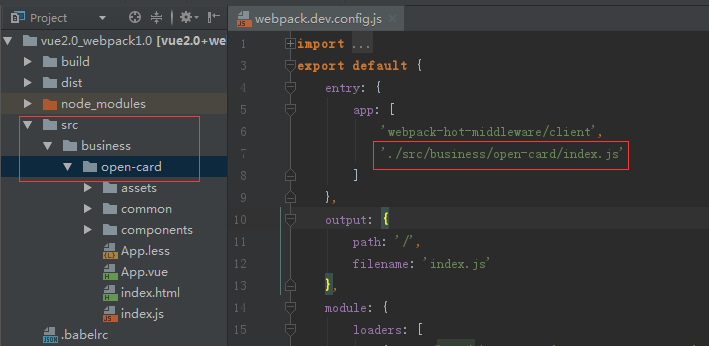 Project
vue2.0_webpack1.0 [vue2.0+we
build
dist
node_modules
src
business
open-card
assets
common
components
App.less
App.vue
index.html
index.js
.babelrc
webpack.dev.config.js ×
1 import ...
3 export default {
4 entry: {
5 app: [
6 'webpack-hot-middleware/client',
7 './src/business/open-card/index.js'
8 ]
9 },
10 output: {
11 path: '/',
12 filename: 'index.js'
13 },
14 module: {
15 loaders: [